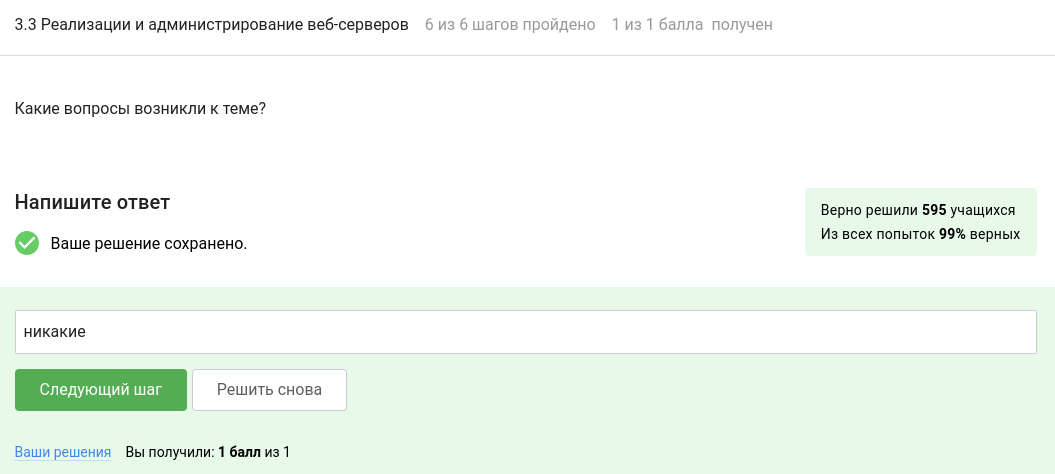 3.3 Реализации и администрирование веб-серверов 6 из 6 шагов пройдено 1 из 1 балла получен
Какие вопросы возникли к теме?
Напишите ответ
Ваше решение сохранено.
Верно решили 595 учащихся
Из всех попыток 99% верных
никакие
Следующий шаг Решить снова
Ваши решения Вы получили: 1 балл из 1